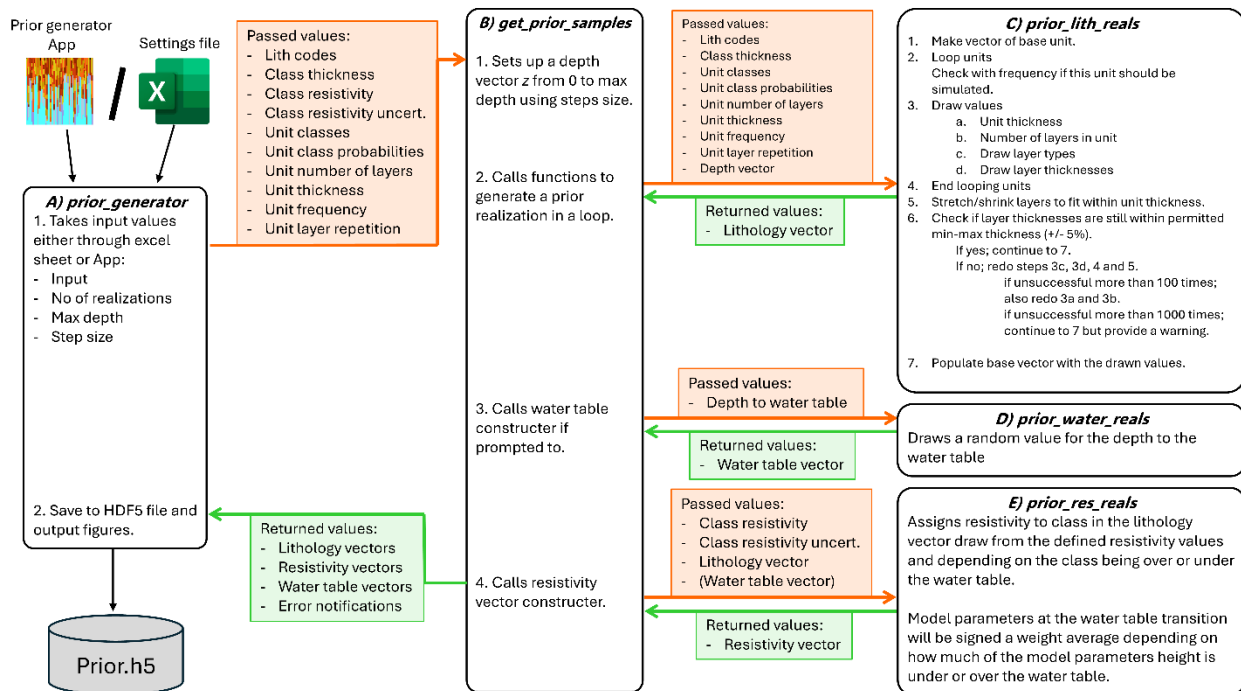 Prior generator
App
/
Settings file
X
A) prior_generator
1. Takes input values
either through excel
sheet or App:
- Input
- No of realizations
- Max depth
- Step size
2. Save to HDF5 file and
output figures.
Prior.h5
Passed values:
- Lith codes
- Class thickness
- Class resistivity
- Class resistivity uncert.
- Unit classes
- Unit class probabilities
- Unit number of layers
- Unit thickness
- Unit frequency
- Unit layer repetition
Returned values:
- Lithology vectors
- Resistivity vectors
- Water table vectors
- Error notifications
B) get_prior_samples
1. Sets up a depth
vector z from 0 to max
depth using steps size.
2. Calls functions to
generate a prior
realization in a loop.
3. Calls water table
constructor if
prompted to.
4. Calls resistivity
vector constructor.
Passed values:
- Lith codes
- Class thickness
- Unit classes
- Unit class probabilities
- Unit number of layers
- Unit thickness
- Unit frequency
- Unit layer repetition
- Depth vector
Returned values:
- Lithology vector
Passed values:
- Depth to water table
Returned values:
- Water table vector
Passed values:
- Class resistivity
- Class resistivity uncert.
- Lithology vector
- (Water table vector)
Returned values:
- Resistivity vector
C) prior_lith_reals
1. Make vector of base unit.
2. Loop units
Check with frequency if this unit should be
simulated.
3. Draw values
a. Unit thickness
b. Number of layers in unit
c. Draw layer types
d. Draw layer thicknesses
4. End looping units
5. Stretch/shrink layers to fit within unit thickness.
6. Check if layer thicknesses are still within permitted
min-max thickness (+/- 5%).
If yes; continue to 7.
If no; redo steps 3c, 3d, 4 and 5.
if unsuccessful more than 100 times;
also redo 3a and 3b.
if unsuccessful more than 1000 times;
continue to 7 but provide a warning.
7. Populate base vector with the drawn values.
D) prior_water_reals
Draws a random value for the depth to the
water table
E) prior_res_reals
Assigns resistivity to class in the lithology
vector draw from the defined resistivity values
and depending on the class being over or under
the water table.
Model parameters at the water table transition
will be signed a weight average depending on
how much of the model parameters height is
under or over the water table.